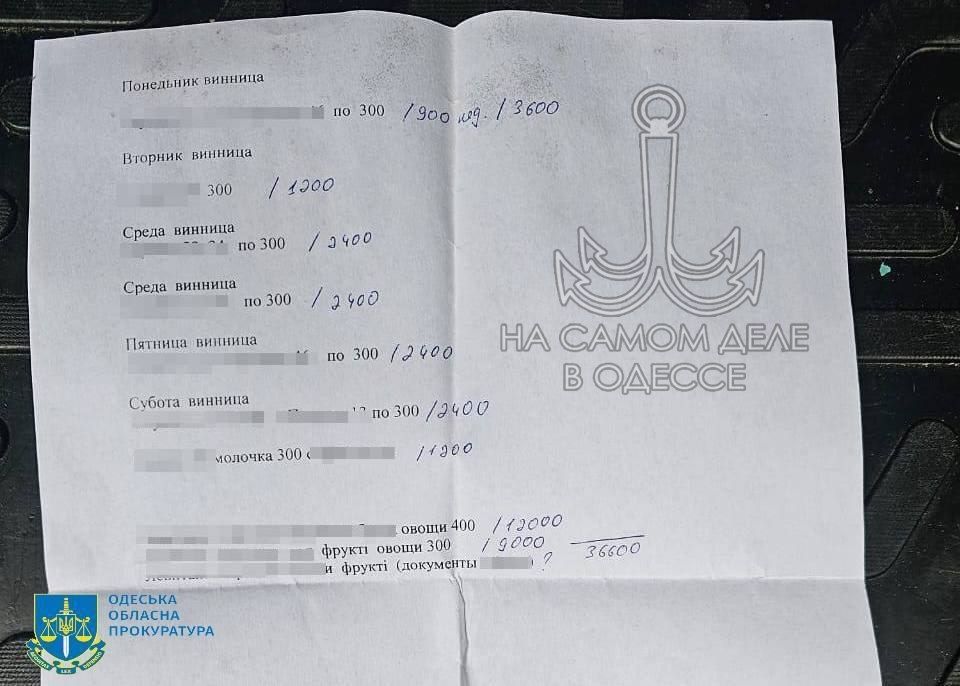 Понедельник винница
по 300 /900 нед. / 3600
Вторник винница
300 /1200
Среда винница
по 300 /2400
Среда винница
по 300 /2400
Пятница винница
по 300 /2400
Субота винница
по 300 /2400
молочка 300 /1200
овощи 400 /12000
фрукті овощи 300 /9000
36600
и фрукті (документы ) ?
НА САМОМ ДЕЛЕ
В ОДЕССЕ
ОДЕСЬКА
ОБЛАСНА
ПРОКУРАТУРА